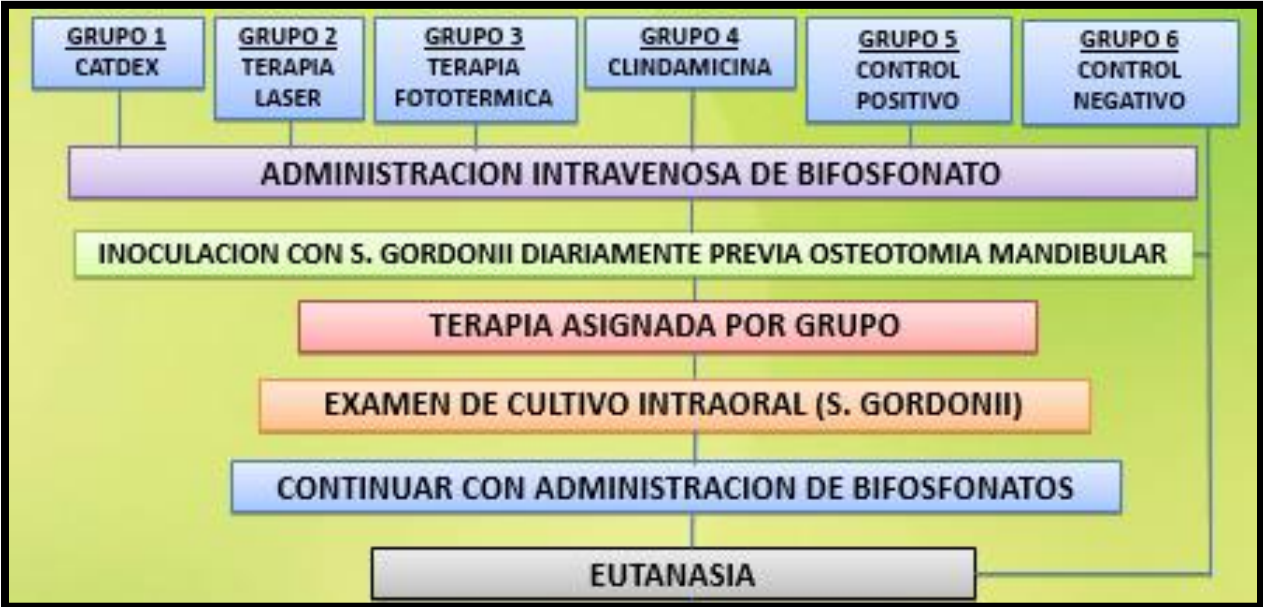 GRUPO 1
CATDEX
GRUPO 2
TERAPIA
LASER
GRUPO 3
TERAPIA
FOTOTERMICA
GRUPO 4
CLINDAMICINA
GRUPO 5
CONTROL
POSITIVO
GRUPO 6
CONTROL
NEGATIVO
ADMINISTRACION INTRAVENOSA DE BIFOSFONATO
INOCULACION CON S. GORDONII DIARIAMENTE PREVIA OSTEOTOMIA MANDIBULAR
TERAPIA ASIGNADA POR GRUPO
EXAMEN DE CULTIVO INTRAORAL (S. GORDONII)
CONTINUAR CON ADMINISTRACION DE BIFOSFONATOS
EUTANASIA